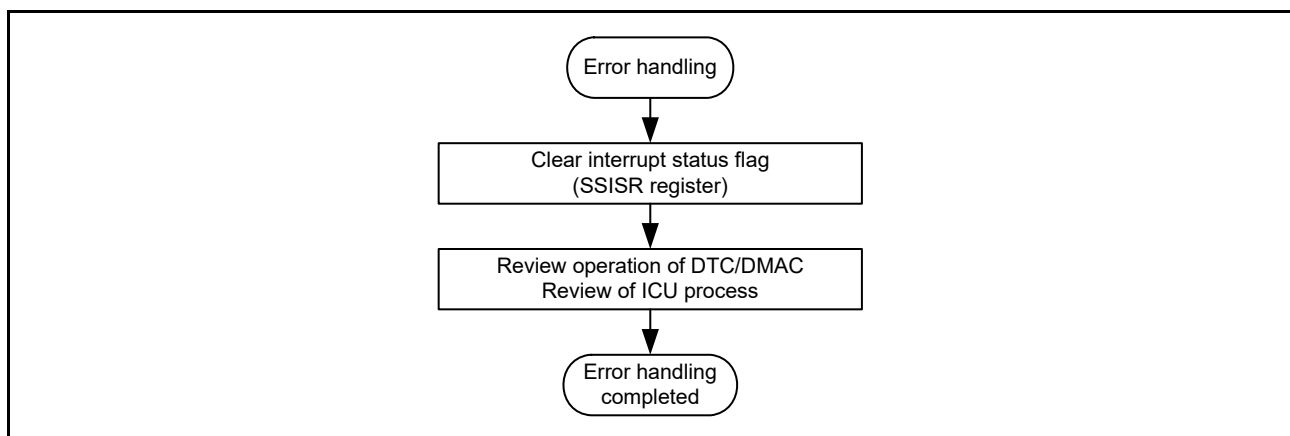 Error handling
Clear interrupt status flag
(SSISR register)
Review operation of DTC/DMAC
Review of ICU process
Error handling
completed